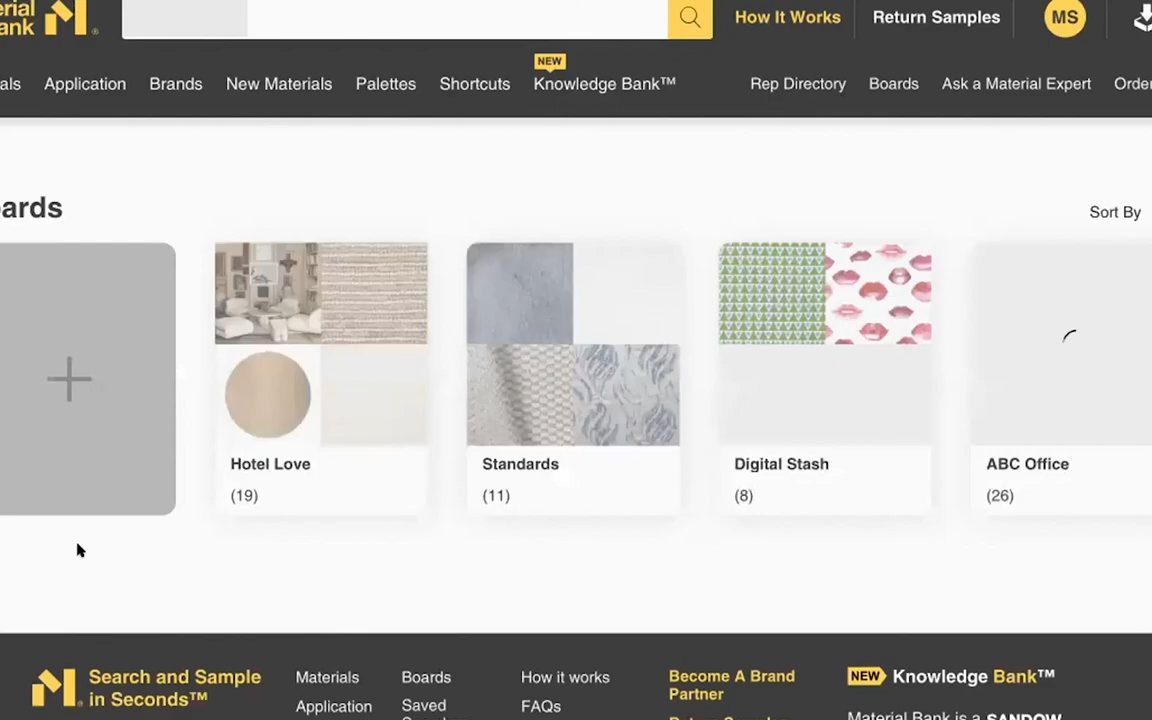 How It Works
Return Samples
MS
Application
Brands
New Materials
Palettes
Shortcuts
NEW
Knowledge Bank™
Rep Directory
Boards
Ask a Material Expert
Sort By
Hotel Love
(19)
Standards
(11)
Digital Stash
(8)
ABC Office
(26)
Search and Sample
in Seconds™
Materials
Application
Boards
Saved
How it works
FAQs
Become A Brand
Partner
NEW Knowledge Bank™
Material Bank is a SANDOW